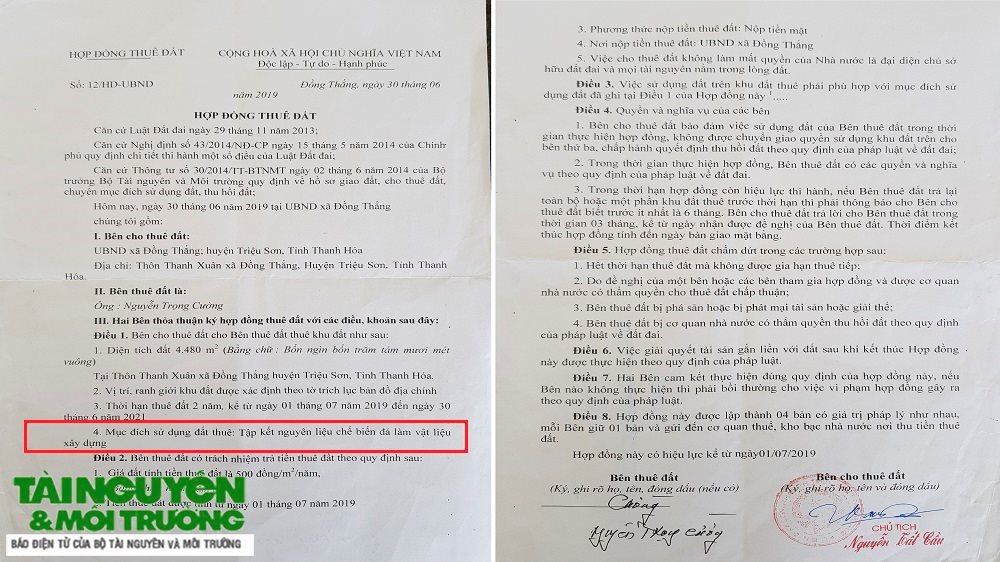 HỢP ĐỒNG THUÊ ĐẤT
CỘNG HOÀ XÃ HỘI CHỦ NGHĨA VIỆT NAM
Độc lập - Tự do - Hạnh phúc
Số: 12/HD-UBND
Đồng Thắng, ngày 30 tháng 06
năm 2019
HỢP ĐỒNG THUÊ ĐẤT
Căn cứ Luật Đất đai ngày 29 tháng 11 năm 2013;
Căn cứ Nghị định số 43/2014/NĐ-CP ngày 15 tháng 5 năm 2014 của Chính
phủ quy định chi tiết thi hành một số điều của Luật Đất đai;
Căn cứ Thông tư số 30/2014/TT-BTNMT ngày 02 tháng 6 năm 2014 của Bộ
trưởng Bộ Tài nguyên và Môi trường quy định về hồ sơ giao đất, cho thuê đất,
chuyển mục đích sử dụng đất, thu hồi đất;
Hôm nay, ngày 30 tháng 06 năm 2019 tại UBND xã Đồng Thắng
chúng tôi gồm:
I. Bên cho thuê đất:
UBND xã Đồng Thắng; huyện Triệu Sơn, Tỉnh Thanh Hóa
Địa chỉ: Thôn Thanh Xuân xã Đồng Thắng, Huyện Triệu Sơn, Tỉnh Thanh
Hóa.
II. Bên thuê đất là:
Ông : Nguyễn Trọng Cường
III. Hai Bên thỏa thuận ký hợp đồng thuê đất với các điều, khoản sau đây:
Điều 1. Bên cho thuê đất cho Bên thuê đất thuê khu đất như sau:
1. Diện tích đất 4.480 m² (Bằng chữ : Bốn ngìn bốn trăm tám mươi mét
vuông)
Tại Thôn Thanh Xuân xã Đồng Thắng huyện Triệu Sơn, Tỉnh Thanh Hóa.
2. Vị trí, ranh giới khu đất được xác định theo tờ trích lục bản đồ địa chính
3. Thời hạn thuê đất 2 năm, kể từ ngày 01 tháng 07 năm 2019 đến ngày 30
tháng 6 năm 2021
4. Mục đích sử dụng đất thuê: Tập kết nguyên liệu chế biến đá làm vật liệu
xây dựng
Điều 2. Bên thuê đất có trách nhiệm trả tiền thuê đất theo quy định sau:
1. Giá đất tính tiền thuê đất là 500 đồng/m²/năm,
2. Tiền thuê đất được tính từ ngày 01 tháng 07 năm 2019
TÀI NGUYÊN
& MÔI TRƯỜNG
BÁO ĐIỆN TỬ CỦA BỘ TÀI NGUYÊN VÀ MÔI TRƯỜNG
3. Phương thức nộp tiền thuê đất: Nộp tiền mặt
4. Nơi nộp tiền thuê đất: UBND xã Đồng Thắng
5. Việc cho thuê đất không làm mất quyền của Nhà nước là đại diện chủ sở
hữu đất đai và mọi tài nguyên nằm trong lòng đất.
Điều 3. Việc sử dụng đất trên khu đất thuê phải phù hợp với mục đích sử
dụng đất đã ghi tại Điều 1 của Hợp đồng này ¹.....
Điều 4. Quyền và nghĩa vụ của các bên
1. Bên cho thuê đất bảo đảm việc sử dụng đất của Bên thuê đất trong thời
gian thực hiện hợp đồng, không được chuyển giao quyền sử dụng khu đất trên cho
bên thứ ba, chấp hành quyết định thu hồi đất theo quy định của pháp luật về đất đai;
2. Trong thời gian thực hiện hợp đồng, Bên thuê đất có các quyền và nghĩa
vụ theo quy định của pháp luật về đất đai.
3. Trong thời hạn hợp đồng còn hiệu lực thi hành, nếu Bên thuê đất trả lại
toàn bộ hoặc một phần khu đất thuê trước thời hạn thì phải thông báo cho Bên cho
thuê đất biết trước ít nhất là 6 tháng. Bên cho thuê đất trả lời cho Bên thuê đất trong
thời gian 03 tháng, kể từ ngày nhận được đề nghị của Bên thuê đất. Thời điểm kết
thúc hợp đồng tính đến ngày bàn giao mặt bằng.
Điều 5. Hợp đồng thuê đất chấm dứt trong các trường hợp sau:
1. Hết thời hạn thuê đất mà không được gia hạn thuê tiếp;
2. Do đề nghị của một bên hoặc các bên tham gia hợp đồng và được cơ quan
nhà nước có thẩm quyền cho thuê đất chấp thuận;
3. Bên thuê đất bị phá sản hoặc bị phát mại tài sản hoặc giải thể;
4. Bên thuê đất bị cơ quan nhà nước có thẩm quyền thu hồi đất theo quy định
của pháp luật về đất đai.
Điều 6. Việc giải quyết tài sản gắn liền với đất sau khi kết thúc Hợp đồng
này được thực hiện theo quy định của pháp luật.
Điều 7. Hai Bên cam kết thực hiện đúng quy định của hợp đồng này, nếu
Bên nào không thực hiện thì phải bồi thường cho việc vi phạm hợp đồng gây ra
theo quy định của pháp luật.
Điều 8. Hợp đồng này được lập thành 04 bản có giá trị pháp lý như nhau,
mỗi Bên giữ 01 bản và gửi đến cơ quan thuế, kho bạc nhà nước nơi thu tiền thuê
đất.
Hợp đồng này có hiệu lực kể từ ngày01/07/2019
Bên thuê đất
(Ký, ghi rõ họ, tên, đóng dấu (nếu có)
Nguyễn Trọng Cường
Bên cho thuê đất
(Ký, ghi rõ họ, tên và đóng dấu)
CHỦ TỊCH
Nguyễn Tất Cầu